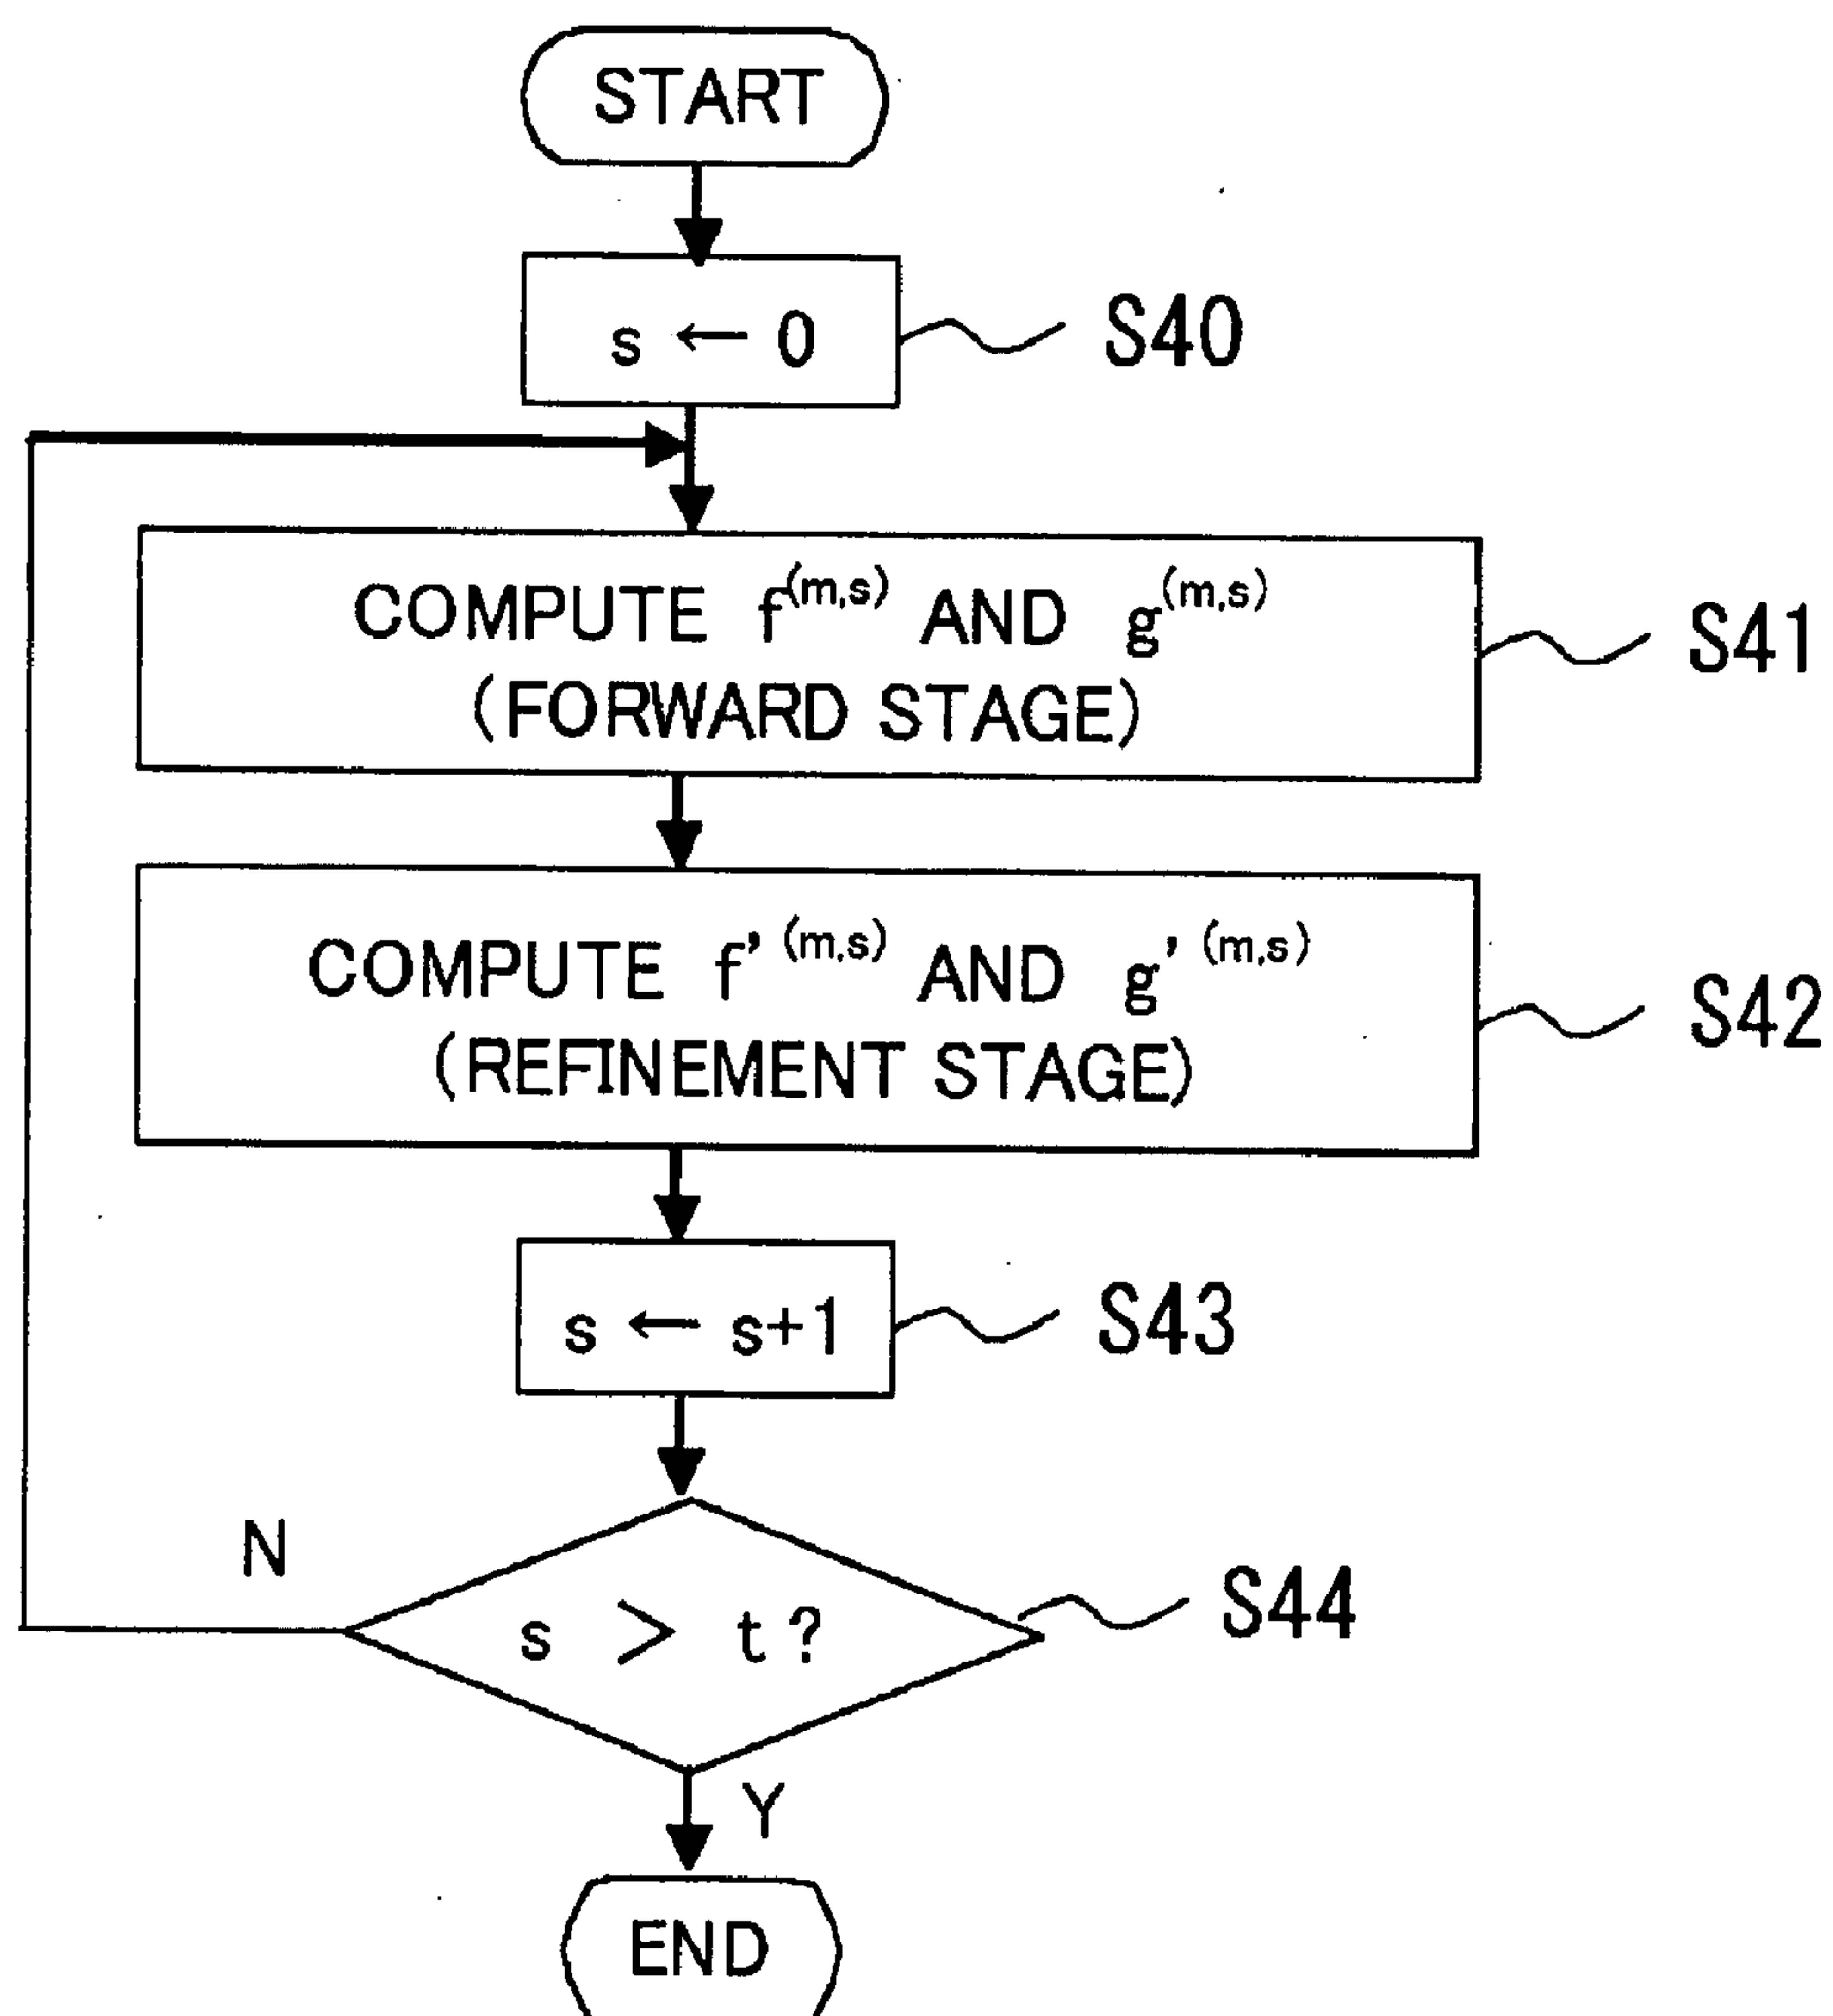 START
s ← 0
S40
COMPUTE f^(m,s) AND g^(m,s)
(FORWARD STAGE)
S41
COMPUTE f'^(m,s) AND g'^(m,s)
(REFINEMENT STAGE)
S42
s ← s+1
S43
N
s > t?
S44
Y
END